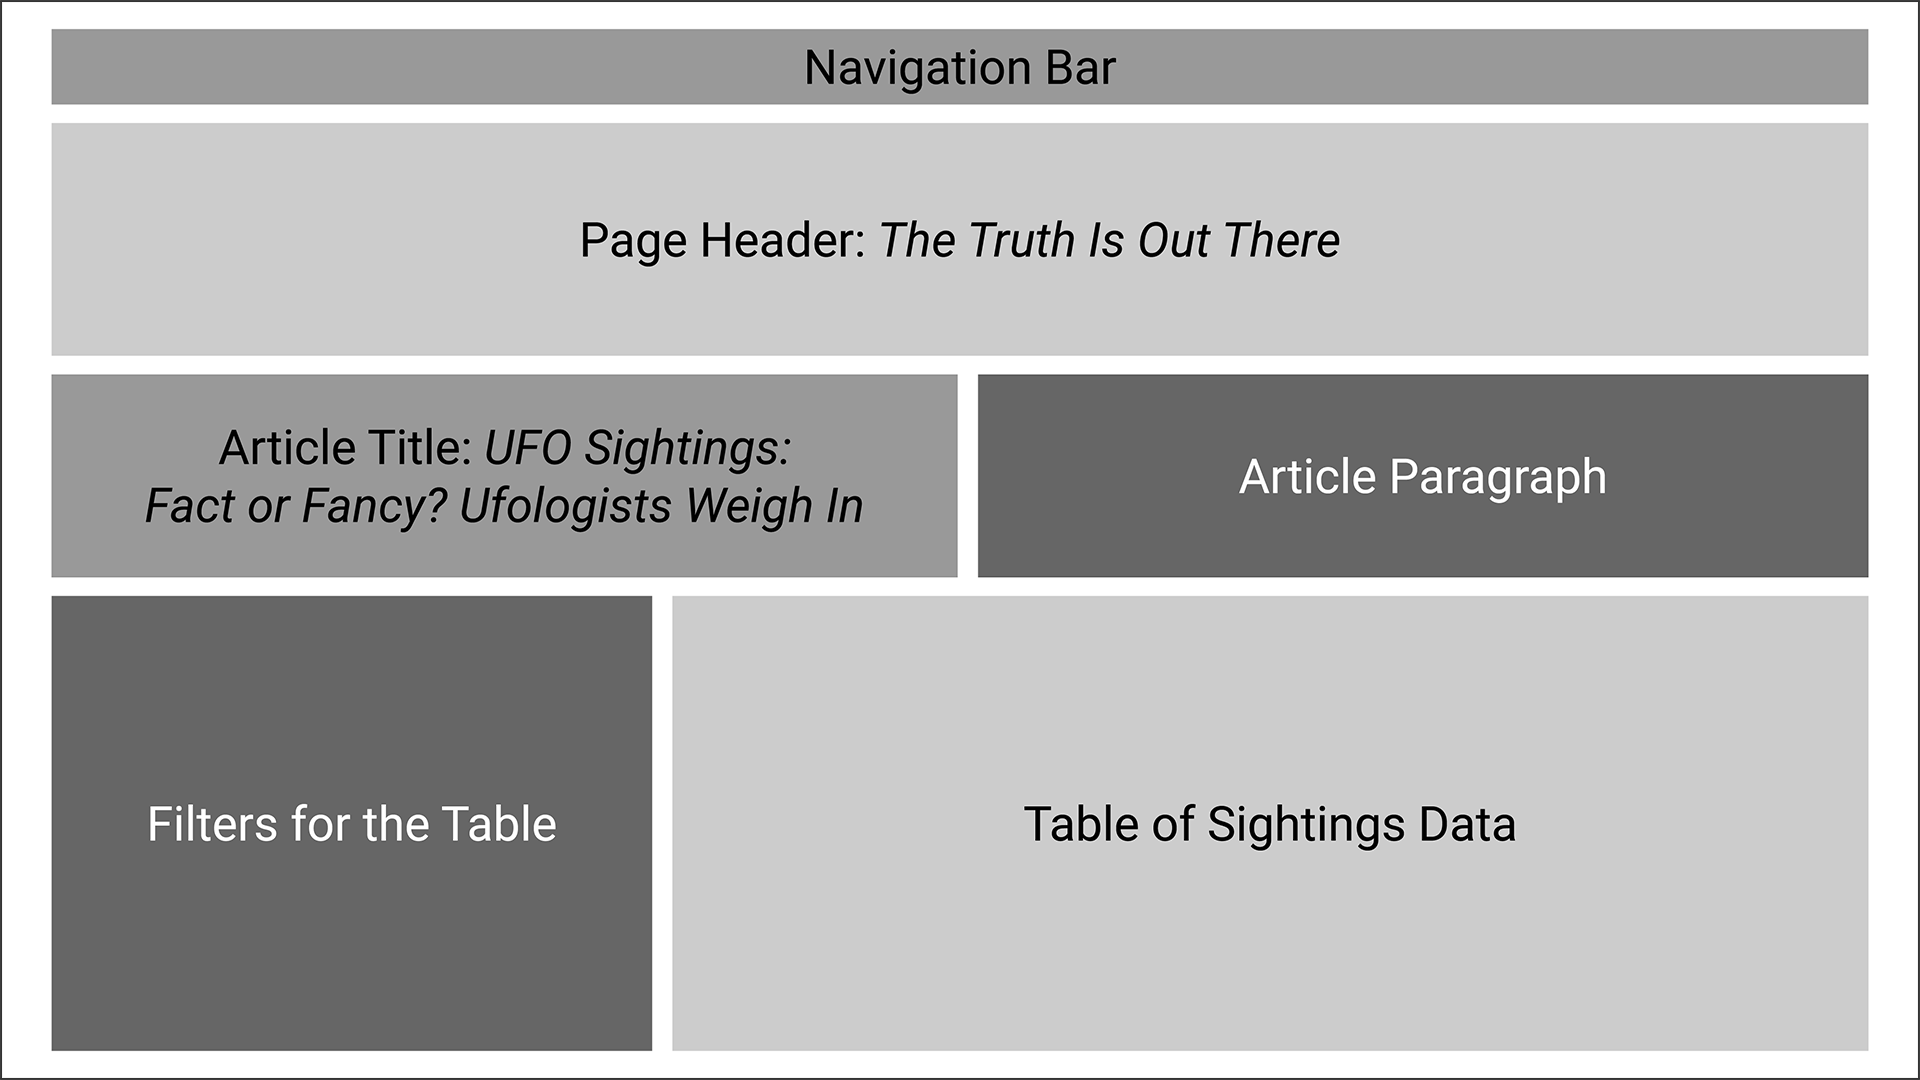 Navigation Bar
Page Header: The Truth Is Out There
Article Title: UFO Sightings:
Fact or Fancy? Ufologists Weigh In
Article Paragraph
Filters for the Table
Table of Sightings Data